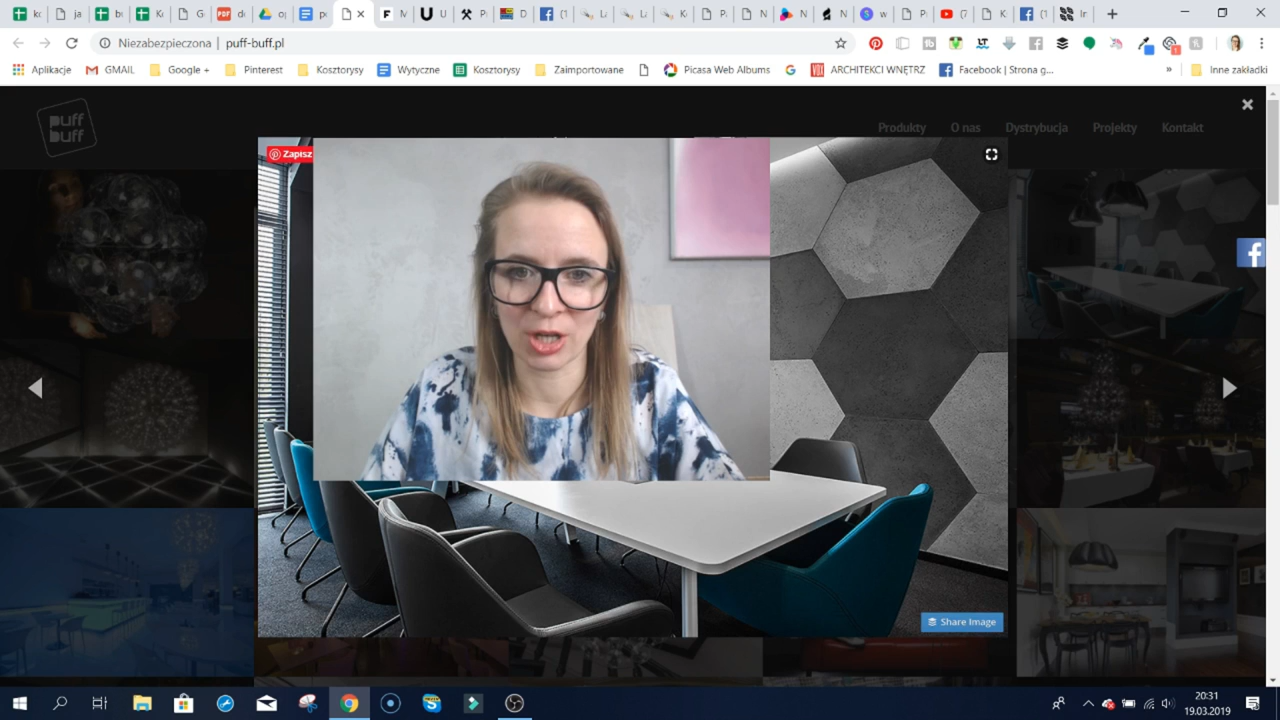 Niezabezpieczona | puff-buff.pl
Aplikacje GMAIL Google + Pinterest Kosztorysy Wytyczne Kosztorysy Zaimportowane Picasa Web Albums ARCHITEKCI WNĘTRZ Facebook | Strona g... » Inne zakładki
puff
buff
Produkty O nas Dystrybucja Projekty Kontakt
Zapisz
Share Image
20:31
19.03.2019